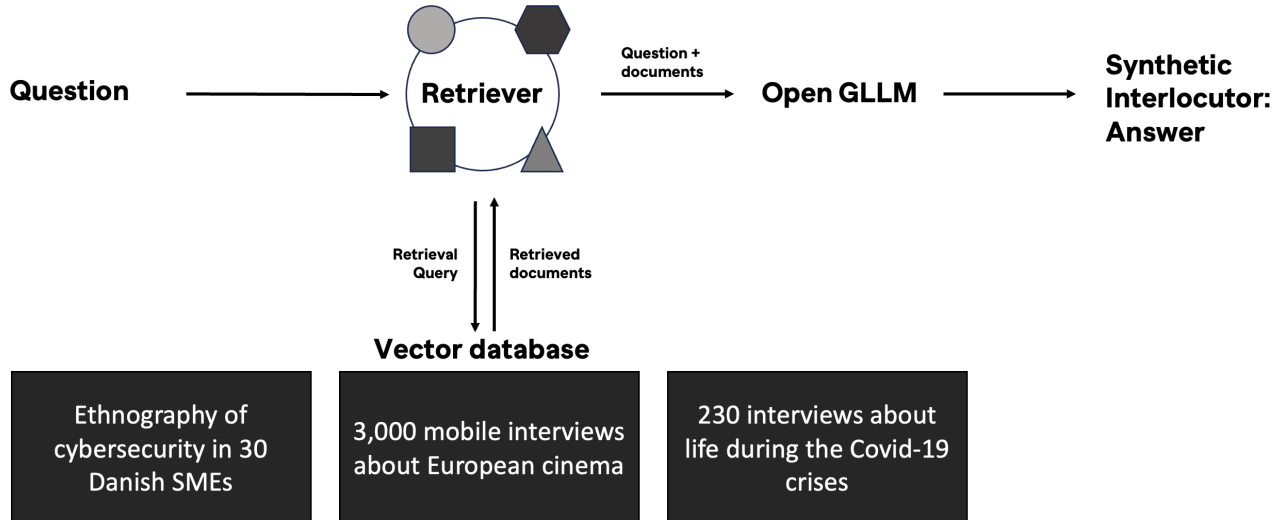 Question
Retriever
Question +
documents
Open GLLM
Synthetic
Interlocutor:
Answer
Retrieval
Query
Retrieved
documents
Vector database
Ethnography of
cybersecurity in 30
Danish SMEs
3,000 mobile interviews
about European cinema
230 interviews about
life during the Covid-19
crises